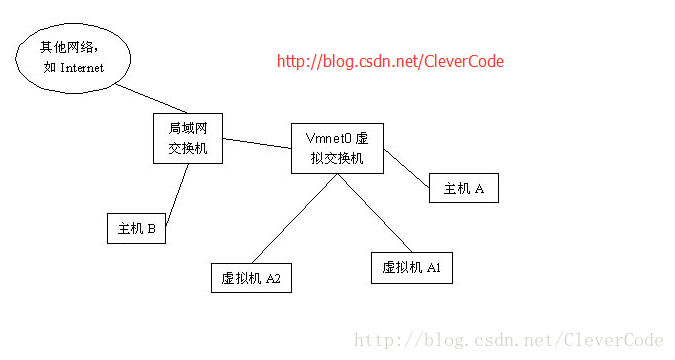 其他网络,
如 Internet
http://blog.csdn.net/CleverCode
局域网
交换机
Vmnet0 虚
拟交换机
主机 A
主机 B
虚拟机 A2
虚拟机 A1
http://blog.csdn.net/CleverCode